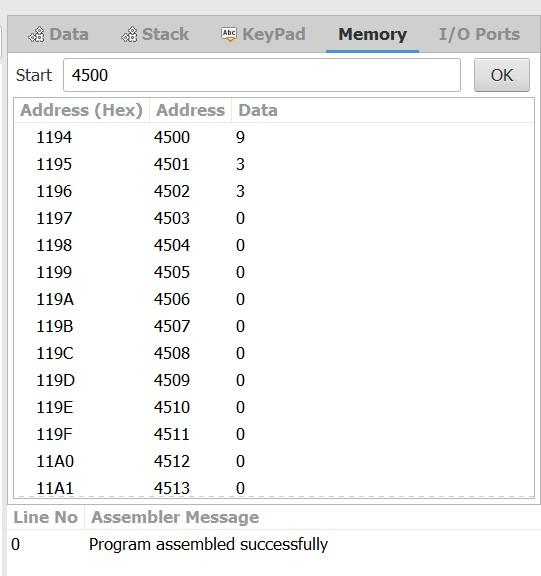 Data Stack KeyPad Memory I/O Ports
Start 4500 OK
Address (Hex) Address Data
1194 4500 9
1195 4501 3
1196 4502 3
1197 4503 0
1198 4504 0
1199 4505 0
119A 4506 0
119B 4507 0
119C 4508 0
119D 4509 0
119E 4510 0
119F 4511 0
11A0 4512 0
11A1 4513 0
Line No Assembler Message
0 Program assembled successfully